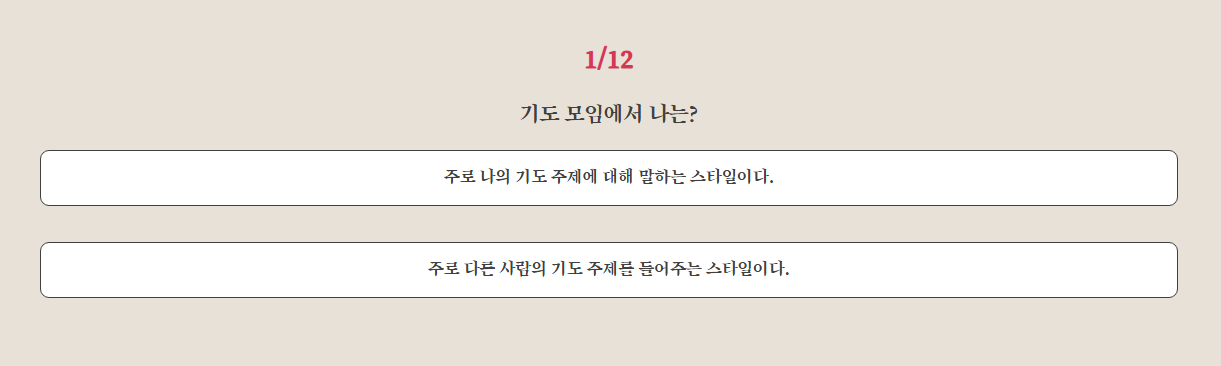 1/12
기도 모임에서 나는?
주로 나의 기도 주제에 대해 말하는 스타일이다.
주로 다른 사람의 기도 주제를 들어주는 스타일이다.